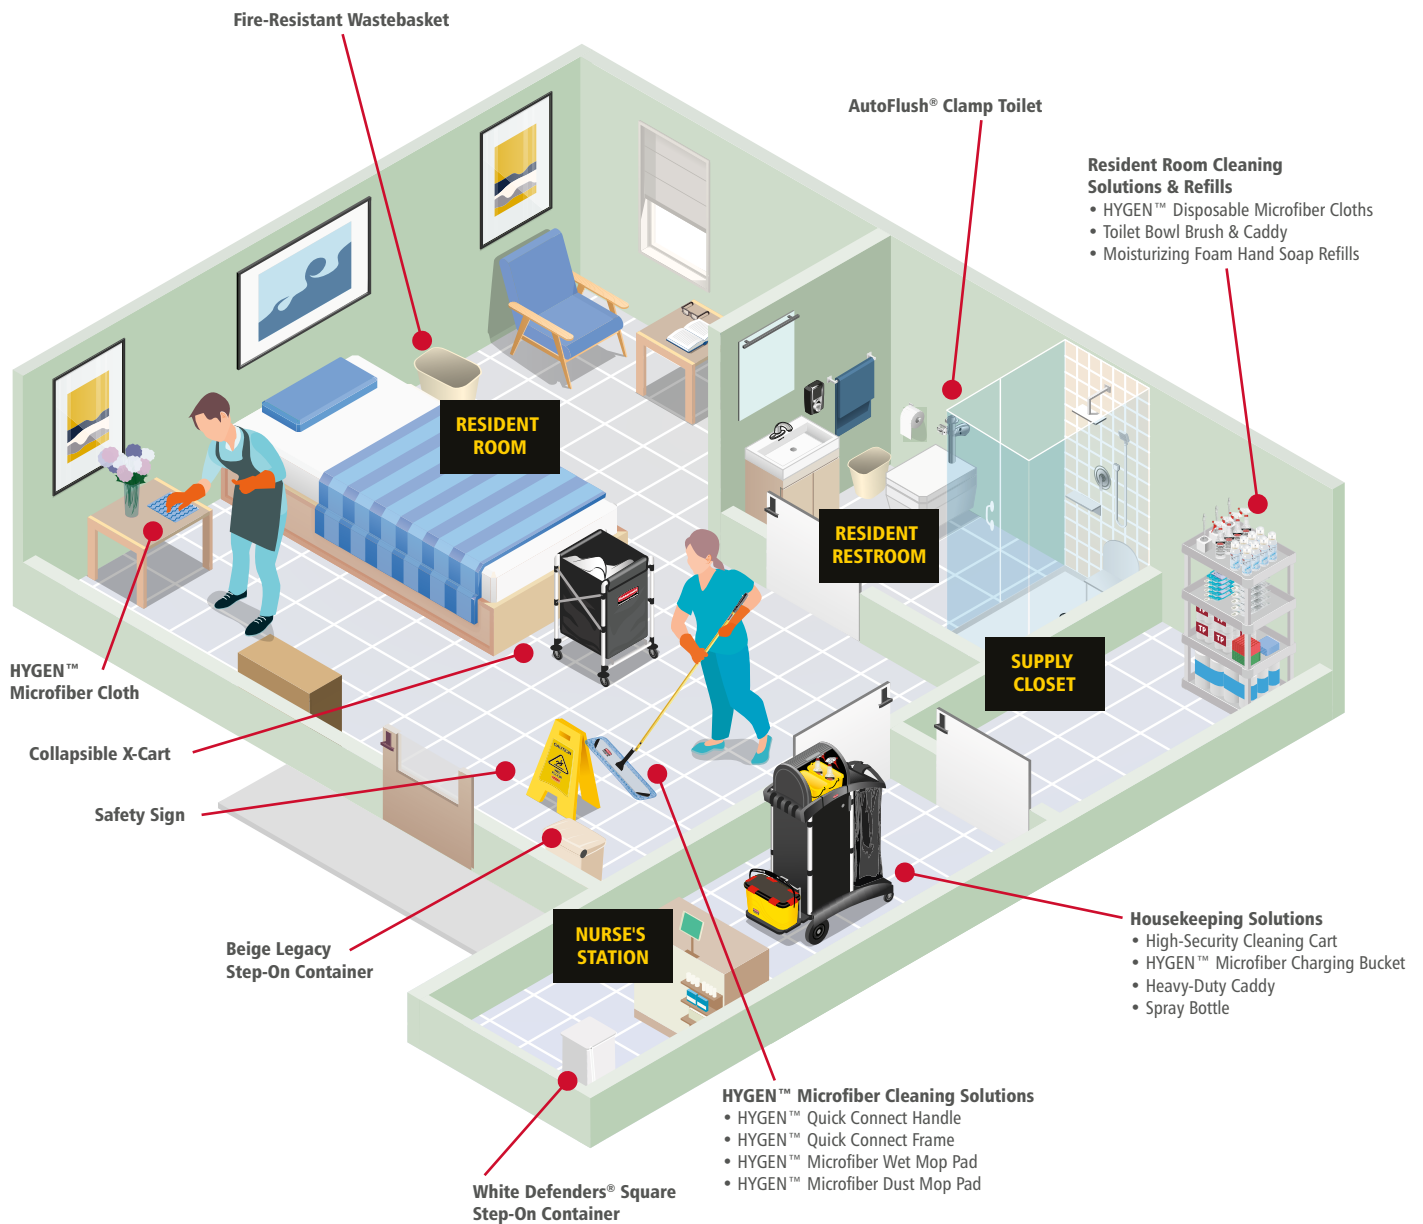 Fire-Resistant Wastebasket
AutoFlush® Clamp Toilet
Resident Room Cleaning
Solutions & Refills
• HYGEN™ Disposable Microfiber Cloths
• Toilet Bowl Brush & Caddy
• Moisturizing Foam Hand Soap Refills
RESIDENT
ROOM
RESIDENT
RESTROOM
SUPPLY
CLOSET
TP
TP
HYGEN™
Microfiber Cloth
Collapsible X-Cart
Safety Sign
CAUTION
Beige Legacy
Step-On Container
NURSE'S
STATION
Housekeeping Solutions
• High-Security Cleaning Cart
• HYGEN™ Microfiber Charging Bucket
• Heavy-Duty Caddy
• Spray Bottle
HYGEN™ Microfiber Cleaning Solutions
• HYGEN™ Quick Connect Handle
• HYGEN™ Quick Connect Frame
• HYGEN™ Microfiber Wet Mop Pad
• HYGEN™ Microfiber Dust Mop Pad
White Defenders® Square
Step-On Container